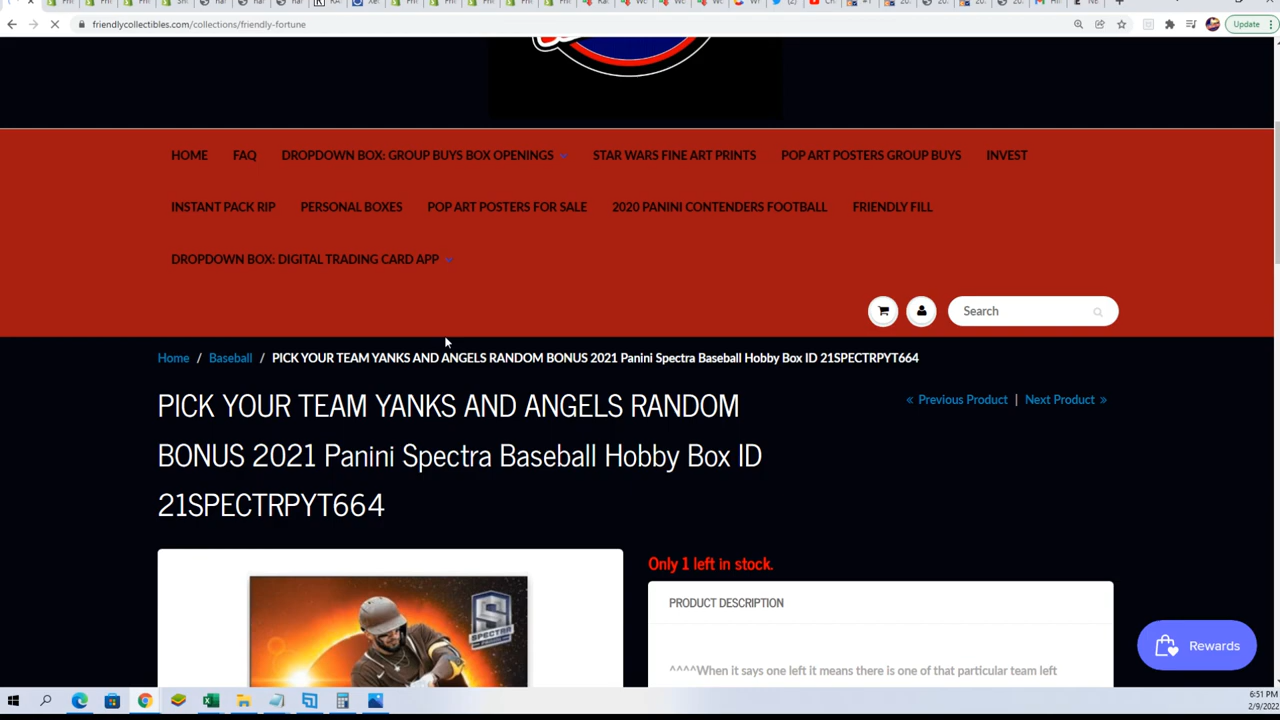 friendlycollectibles.com/collections/friendly-fortune
Update
HOME FAQ DROPDOWN BOX: GROUP BUYS BOX OPENINGS STAR WARS FINE ART PRINTS POP ART POSTERS GROUP BUYS INVEST
INSTANT PACK RIP PERSONAL BOXES POP ART POSTERS FOR SALE 2020 PANINI CONTENDERS FOOTBALL FRIENDLY FILL
DROPDOWN BOX: DIGITAL TRADING CARD APP
Search
Home / Baseball / PICK YOUR TEAM YANKS AND ANGELS RANDOM BONUS 2021 Panini Spectra Baseball Hobby Box ID 21SPECTRPYT664
PICK YOUR TEAM YANKS AND ANGELS RANDOM
BONUS 2021 Panini Spectra Baseball Hobby Box ID
21SPECTRPYT664
« Previous Product | Next Product »
Only 1 left in stock.
PRODUCT DESCRIPTION
SPECTRA
^^^^When it says one left it means there is one of that particular team left
Rewards
6:51 PM
2/9/2022